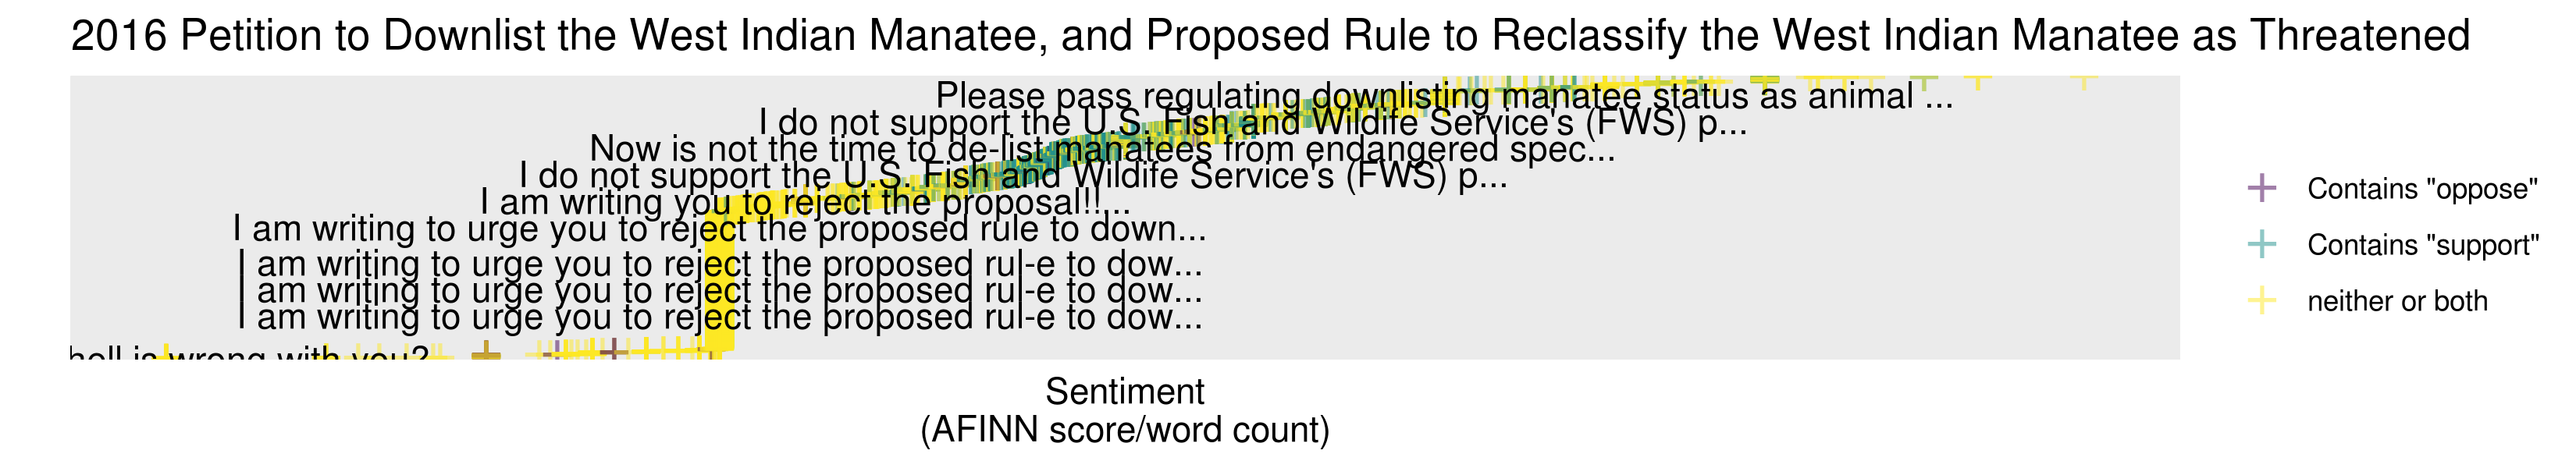 2016 Petition to Downlist the West Indian Manatee, and Proposed Rule to Reclassify the West Indian Manatee as Threatened
Please pass regulating downlisting manatee status as animal ...
I do not support the U.S. Fish and Wildife Service's (FWS) p...
Now is not the time to de-list manatees from endangered spec...
I do not support the U.S. Fish and Wildife Service's (FWS) p...
I am writing you to reject the proposal!!...
I am writing to urge you to reject the proposed rule to down...
I am writing to urge you to reject the proposed rul-e to dow...
I am writing to urge you to reject the proposed rul-e to dow...
I am writing to urge you to reject the proposed rul-e to dow...
hell is wrong with you?
Contains "oppose"
Contains "support"
neither or both
Sentiment
(AFINN score/word count)